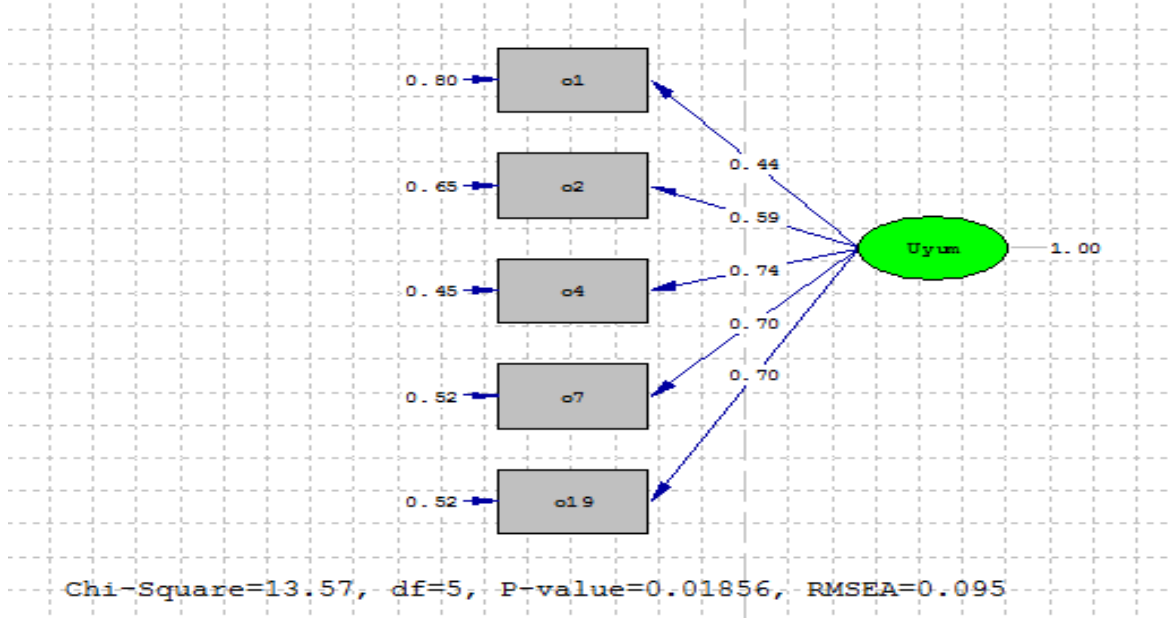 0.80 o1
0.44
0.65 o2
0.59
Uyum 1.00
0.74
0.45 o4
0.70
0.70
0.52 o7
0.52 o19
Chi-Square=13.57, df=5, P-value=0.01856, RMSEA=0.095